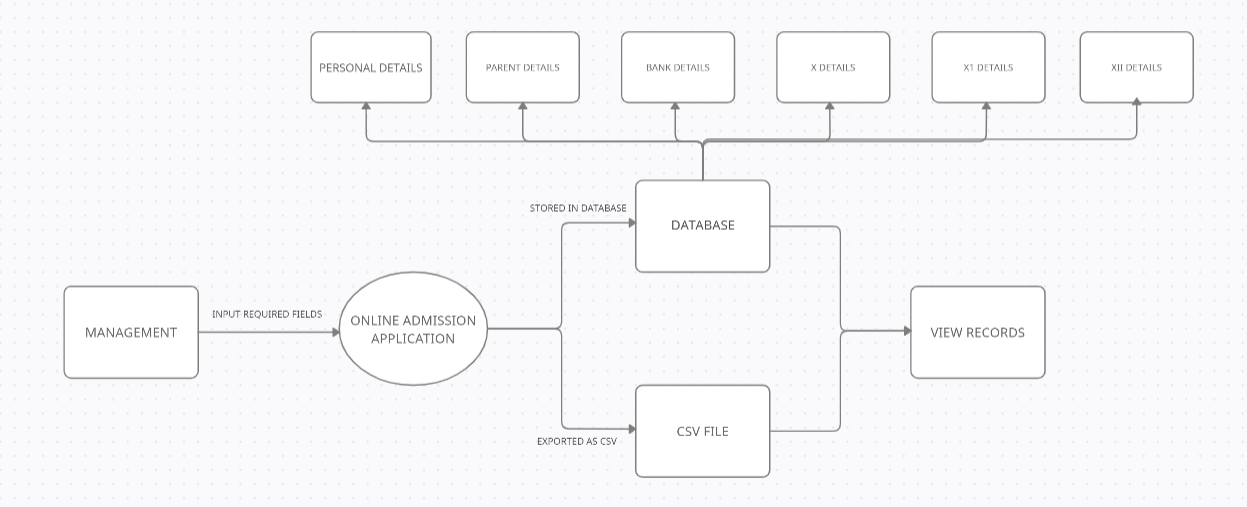 PERSONAL DETAILS
PARENT DETAILS
BANK DETAILS
X DETAILS
X1 DETAILS
XII DETAILS
STORED IN DATABASE
DATABASE
INPUT REQUIRED FIELDS
MANAGEMENT
ONLINE ADMISSION
APPLICATION
VIEW RECORDS
EXPORTED AS CSV
CSV FILE